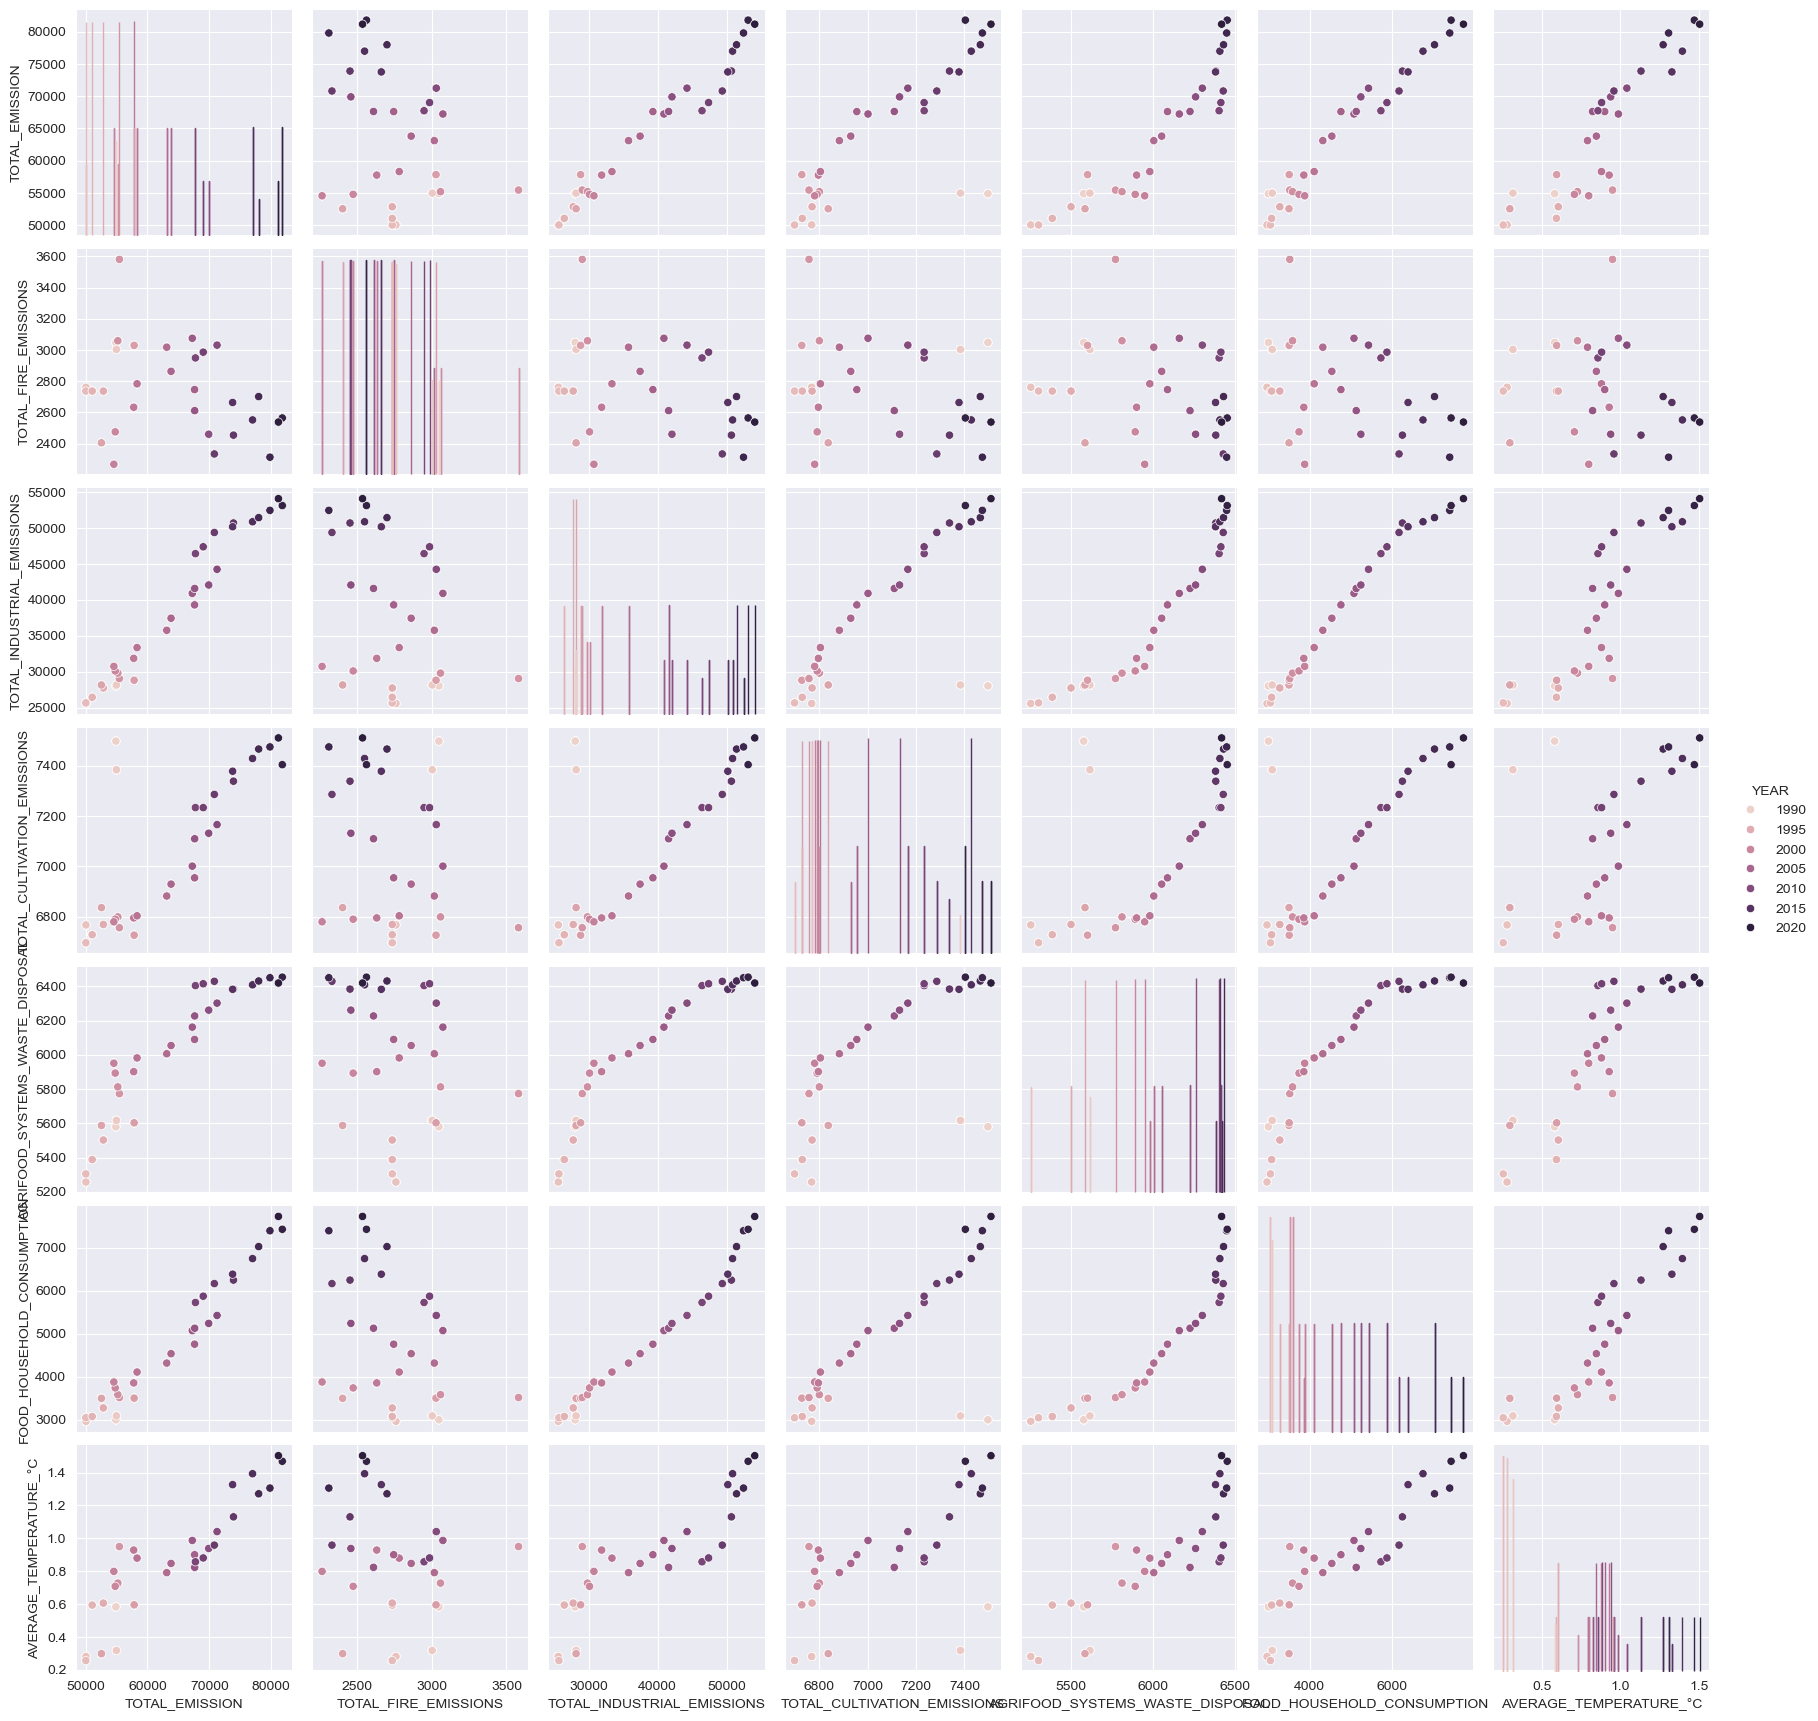 TOTAL_EMISSION
80000
75000
70000
65000
60000
55000
50000
TOTAL_FIRE_EMISSIONS
3600
3400
3200
3000
2800
2600
2400
TOTAL_INDUSTRIAL_EMISSIONS
55000
50000
45000
40000
35000
30000
25000
TOTAL_CULTIVATION_EMISSIONS
7400
7200
7000
6800
AGRIFOOD_SYSTEMS_WASTE_DISPOSAL
6400
6200
6000
5800
5600
5400
5200
FOOD_HOUSEHOLD_CONSUMPTION
7000
6000
5000
4000
3000
AVERAGE_TEMPERATURE_°C
1.4
1.2
1.0
0.8
0.6
0.4
0.2
50000 60000 70000 80000
TOTAL_EMISSION
2500 3000 3500
TOTAL_FIRE_EMISSIONS
30000 40000 50000
TOTAL_INDUSTRIAL_EMISSIONS
6800 7000 7200 7400
TOTAL_CULTIVATION_EMISSIONS
5500 6000 6500
AGRIFOOD_SYSTEMS_WASTE_DISPOSAL
4000 6000
FOOD_HOUSEHOLD_CONSUMPTION
0.5 1.0 1.5
AVERAGE_TEMPERATURE_°C
YEAR
1990
1995
2000
2005
2010
2015
2020